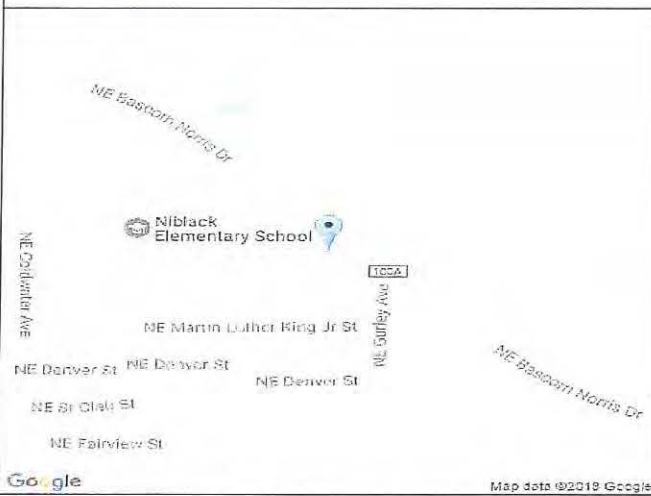 NE Bascom Norris Dr
Niblack
Elementary School
NE Coldwater Ave
100A
NE Gurley Ave
NE Martin Luther King Jr St
NE Denver St
NE Denver St
NE Denver St
NE Bascom Norris Dr
NE St Clair St
NE Fairview St
Google
Map data ©2018 Google